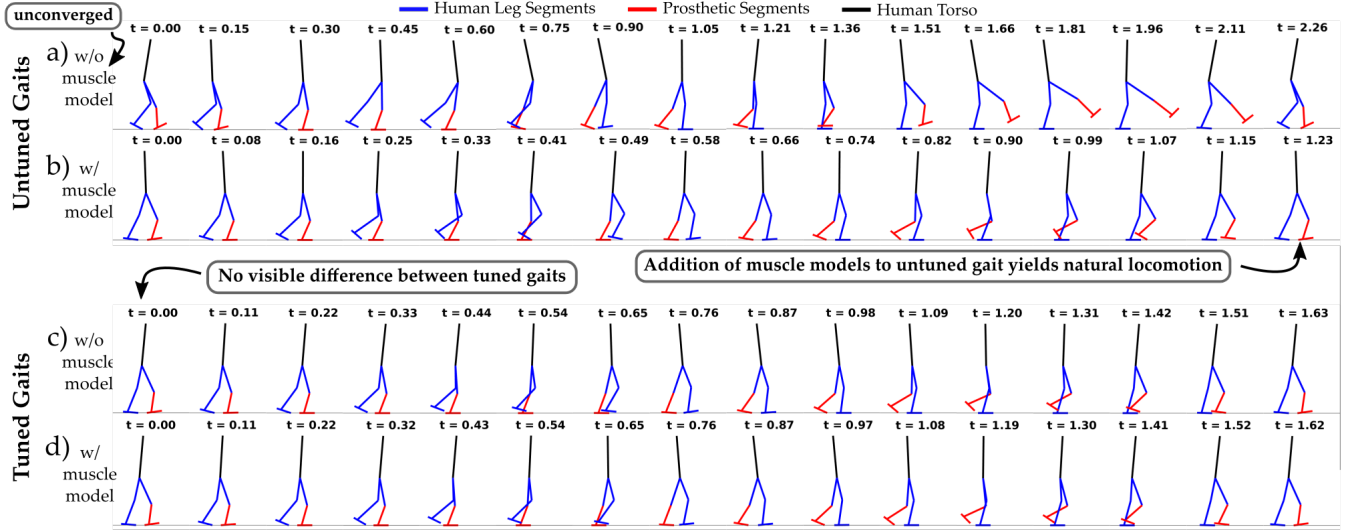 Human Leg Segments Prosthetic Segments Human Torso
unconverged
Untuned Gaits
a) w/o
muscle
model
t = 0.00 t = 0.15 t = 0.30 t = 0.45 t = 0.60 t = 0.75 t = 0.90 t = 1.05 t = 1.21 t = 1.36 t = 1.51 t = 1.66 t = 1.81 t = 1.96 t = 2.11 t = 2.26
b) w/
muscle
model
t = 0.00 t = 0.08 t = 0.16 t = 0.25 t = 0.33 t = 0.41 t = 0.49 t = 0.58 t = 0.66 t = 0.74 t = 0.82 t = 0.90 t = 0.99 t = 1.07 t = 1.15 t = 1.23
No visible difference between tuned gaits
Addition of muscle models to untuned gait yields natural locomotion
Tuned Gaits
c) w/o
muscle
model
t = 0.00 t = 0.11 t = 0.22 t = 0.33 t = 0.44 t = 0.54 t = 0.65 t = 0.76 t = 0.87 t = 0.98 t = 1.09 t = 1.20 t = 1.31 t = 1.42 t = 1.51 t = 1.63
d) w/
muscle
model
t = 0.00 t = 0.11 t = 0.22 t = 0.32 t = 0.43 t = 0.54 t = 0.65 t = 0.76 t = 0.87 t = 0.97 t = 1.08 t = 1.19 t = 1.30 t = 1.41 t = 1.52 t = 1.62